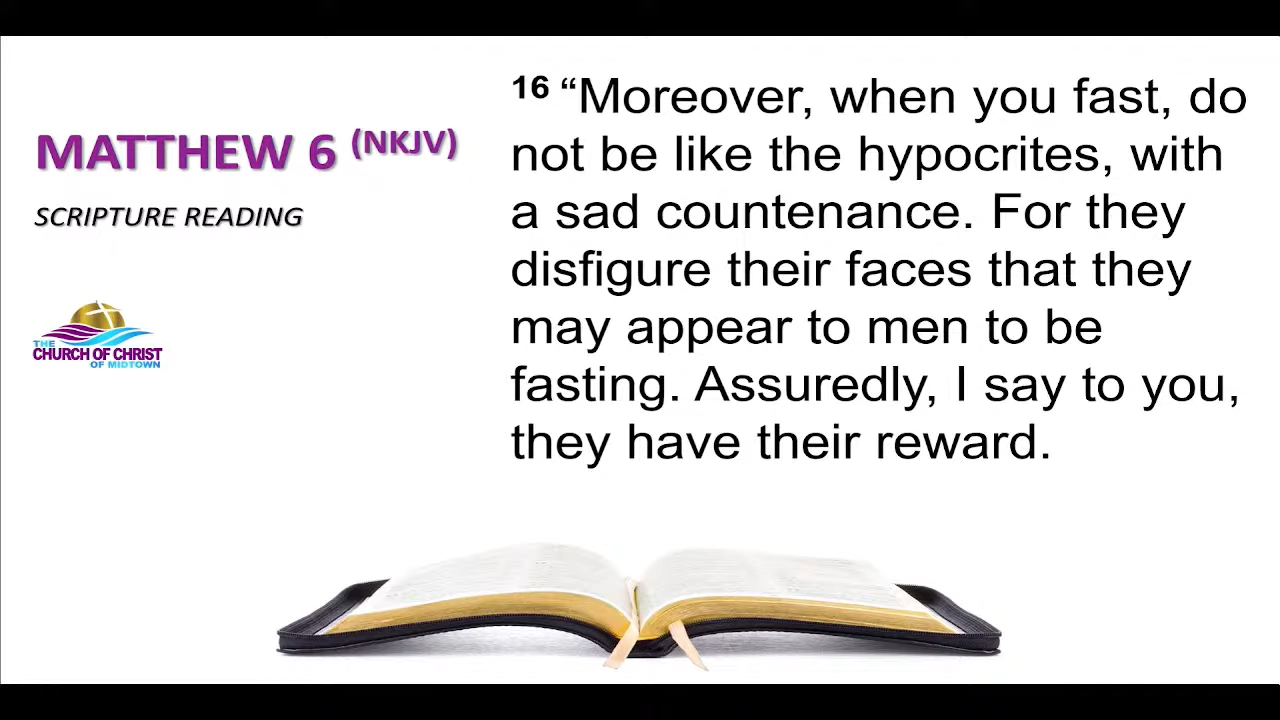 MATTHEW 6 (NKJV)
SCRIPTURE READING
THE
CHURCH OF CHRIST
OF MIDTOWN
16 “Moreover, when you fast, do
not be like the hypocrites, with
a sad countenance. For they
disfigure their faces that they
may appear to men to be
fasting. Assuredly, I say to you,
they have their reward.